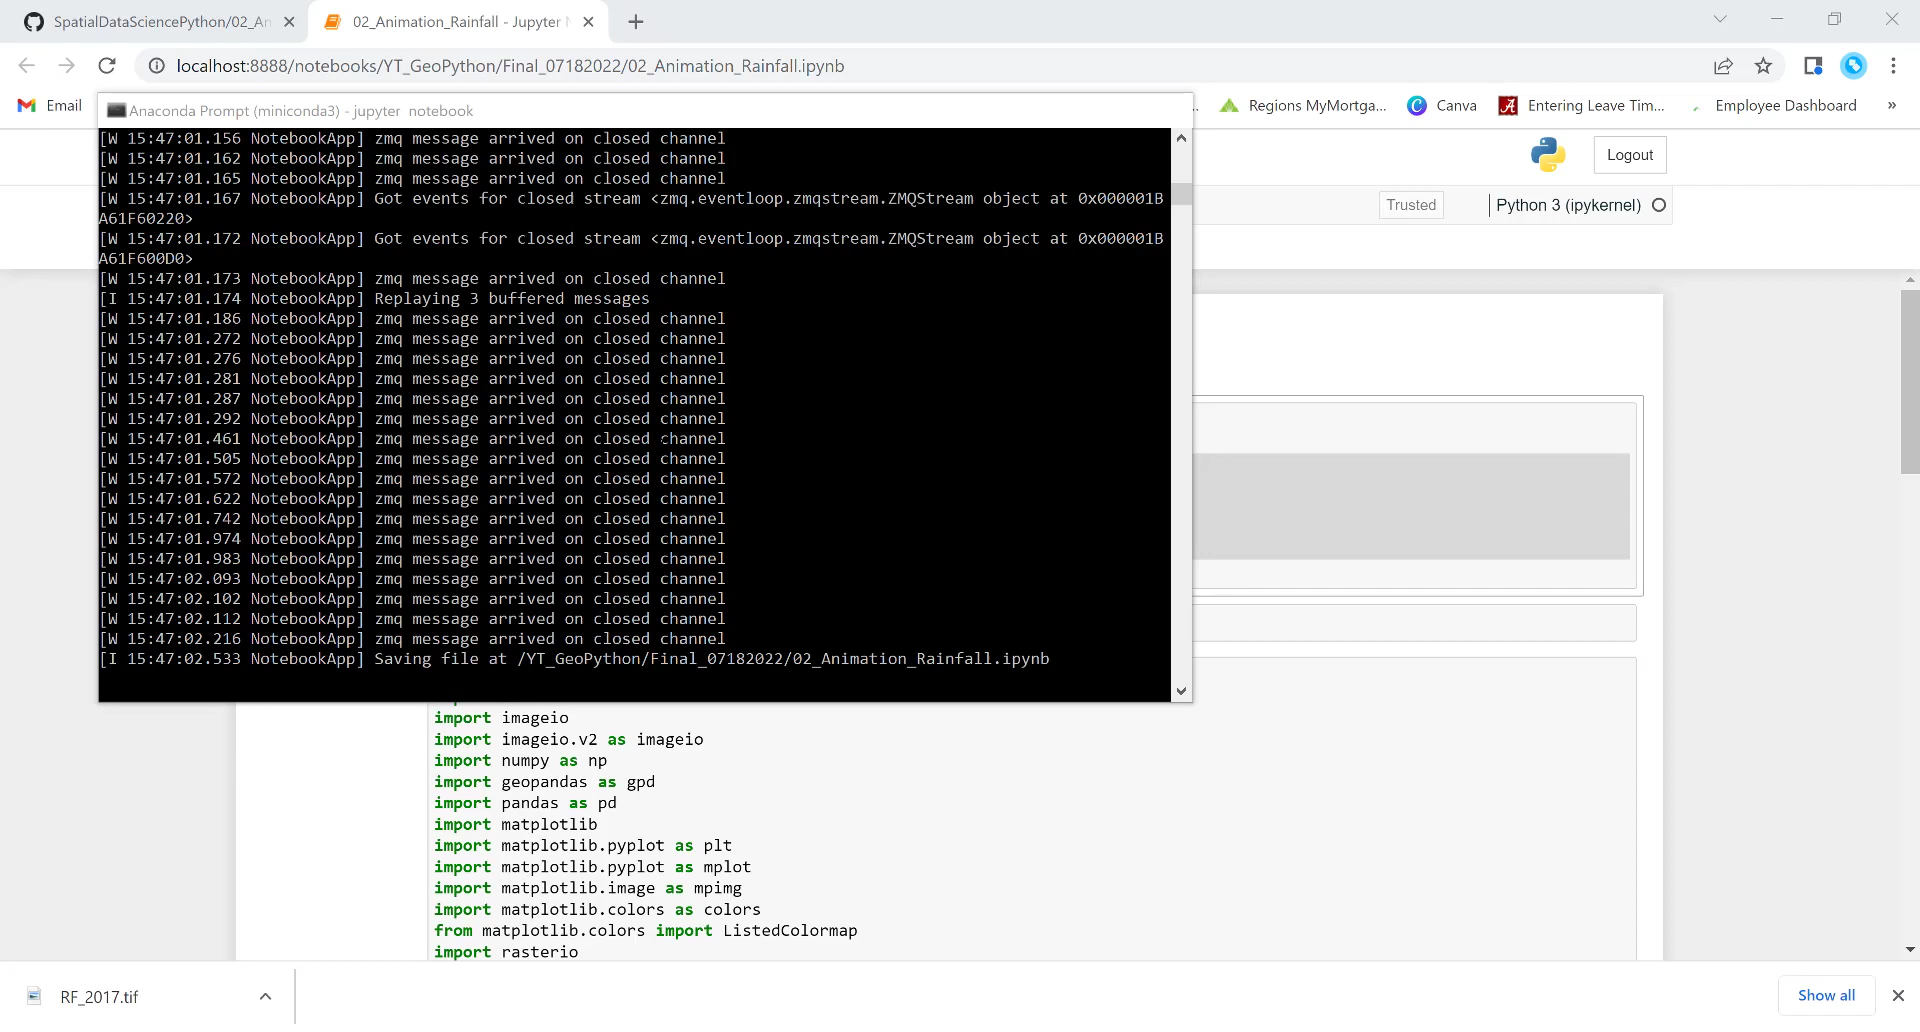 SpatialDataSciencePython/02_An
02_Animation_Rainfall - Jupyter
localhost:8888/notebooks/YT_GeoPython/Final_07182022/02_Animation_Rainfall.ipynb
Email
Regions MyMortga...
Canva
Entering Leave Tim...
Employee Dashboard
»
Anaconda Prompt (miniconda3) - jupyter notebook
[W 15:47:01.156 NotebookApp] zmq message arrived on closed channel
[W 15:47:01.162 NotebookApp] zmq message arrived on closed channel
[W 15:47:01.165 NotebookApp] zmq message arrived on closed channel
[W 15:47:01.167 NotebookApp] Got events for closed stream <zmq.eventloop.zmqstream.ZMQStream object at 0x000001B
A61F60220>
[W 15:47:01.172 NotebookApp] Got events for closed stream <zmq.eventloop.zmqstream.ZMQStream object at 0x000001B
A61F600D0>
[W 15:47:01.173 NotebookApp] zmq message arrived on closed channel
[I 15:47:01.174 NotebookApp] Replaying 3 buffered messages
[W 15:47:01.186 NotebookApp] zmq message arrived on closed channel
[W 15:47:01.272 NotebookApp] zmq message arrived on closed channel
[W 15:47:01.276 NotebookApp] zmq message arrived on closed channel
[W 15:47:01.281 NotebookApp] zmq message arrived on closed channel
[W 15:47:01.287 NotebookApp] zmq message arrived on closed channel
[W 15:47:01.292 NotebookApp] zmq message arrived on closed channel
[W 15:47:01.461 NotebookApp] zmq message arrived on closed channel
[W 15:47:01.505 NotebookApp] zmq message arrived on closed channel
[W 15:47:01.572 NotebookApp] zmq message arrived on closed channel
[W 15:47:01.622 NotebookApp] zmq message arrived on closed channel
[W 15:47:01.742 NotebookApp] zmq message arrived on closed channel
[W 15:47:01.974 NotebookApp] zmq message arrived on closed channel
[W 15:47:01.983 NotebookApp] zmq message arrived on closed channel
[W 15:47:02.093 NotebookApp] zmq message arrived on closed channel
[W 15:47:02.102 NotebookApp] zmq message arrived on closed channel
[W 15:47:02.112 NotebookApp] zmq message arrived on closed channel
[W 15:47:02.216 NotebookApp] zmq message arrived on closed channel
[I 15:47:02.533 NotebookApp] Saving file at /YT_GeoPython/Final_07182022/02_Animation_Rainfall.ipynb
Logout
Trusted
Python 3 (ipykernel)
import imageio
import imageio.v2 as imageio
import numpy as np
import geopandas as gpd
import pandas as pd
import matplotlib
import matplotlib.pyplot as plt
import matplotlib.pyplot as mplot
import matplotlib.image as mpimg
import matplotlib.colors as colors
from matplotlib.colors import ListedColormap
import rasterio
RF_2017.tif
Show all